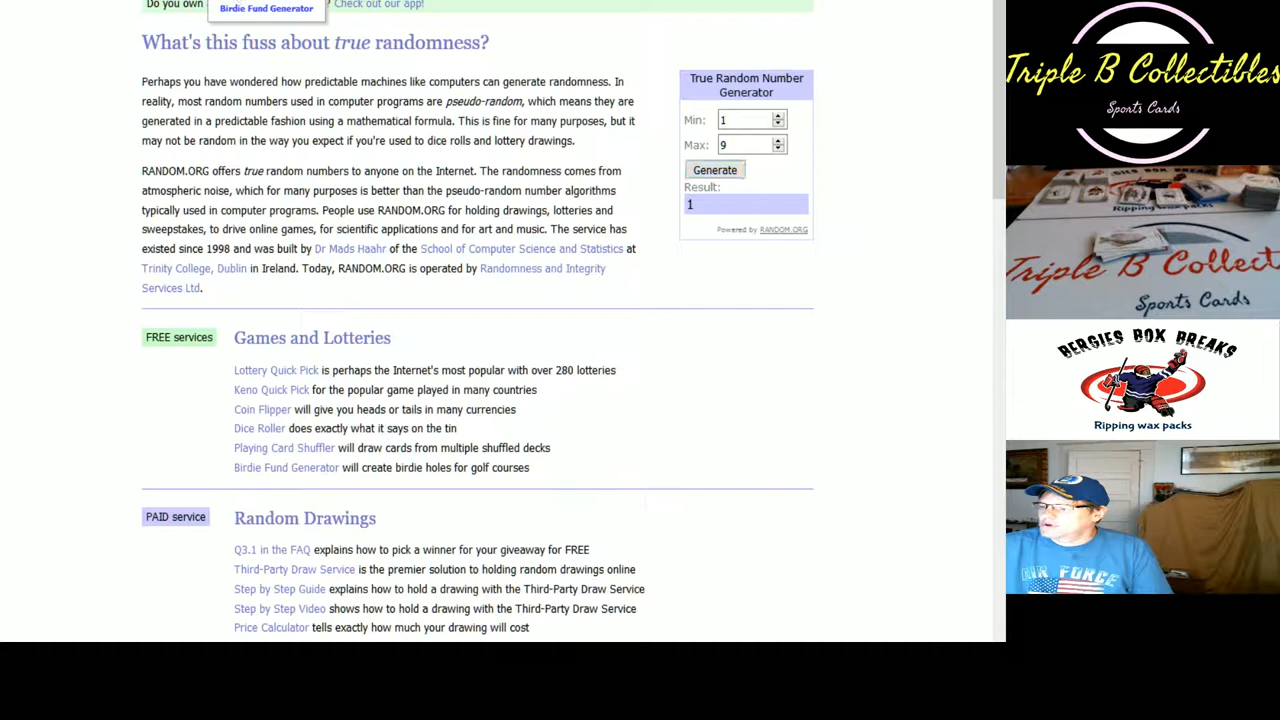 Do you own
? Check out our app!
Birdie Fund Generator
What's this fuss about true randomness?
Perhaps you have wondered how predictable machines like computers can generate randomness. In
reality, most random numbers used in computer programs are pseudo-random, which means they are
generated in a predictable fashion using a mathematical formula. This is fine for many purposes, but it
may not be random in the way you expect if you're used to dice rolls and lottery drawings.
RANDOM.ORG offers true random numbers to anyone on the Internet. The randomness comes from
atmospheric noise, which for many purposes is better than the pseudo-random number algorithms
typically used in computer programs. People use RANDOM.ORG for holding drawings, lotteries and
sweepstakes, to drive online games, for scientific applications and for art and music. The service has
existed since 1998 and was built by Dr Mads Haahr of the School of Computer Science and Statistics at
Trinity College, Dublin in Ireland. Today, RANDOM.ORG is operated by Randomness and Integrity
Services Ltd.
True Random Number
Generator
Min: 1
Max: 9
Generate
Result:
1
Powered by RANDOM.ORG
FREE services
Games and Lotteries
Lottery Quick Pick is perhaps the Internet's most popular with over 280 lotteries
Keno Quick Pick for the popular game played in many countries
Coin Flipper will give you heads or tails in many currencies
Dice Roller does exactly what it says on the tin
Playing Card Shuffler will draw cards from multiple shuffled decks
Birdie Fund Generator will create birdie holes for golf courses
PAID service
Random Drawings
Q3.1 in the FAQ explains how to pick a winner for your giveaway for FREE
Third-Party Draw Service is the premier solution to holding random drawings online
Step by Step Guide explains how to hold a drawing with the Third-Party Draw Service
Step by Step Video shows how to hold a drawing with the Third-Party Draw Service
Price Calculator tells exactly how much your drawing will cost
Triple B Collectibles
Sports Cards
Ripping wax packs
Triple B Collect
Sports Cards
BERGIES BOX BREAKS
Ripping wax packs
AIR FORCE